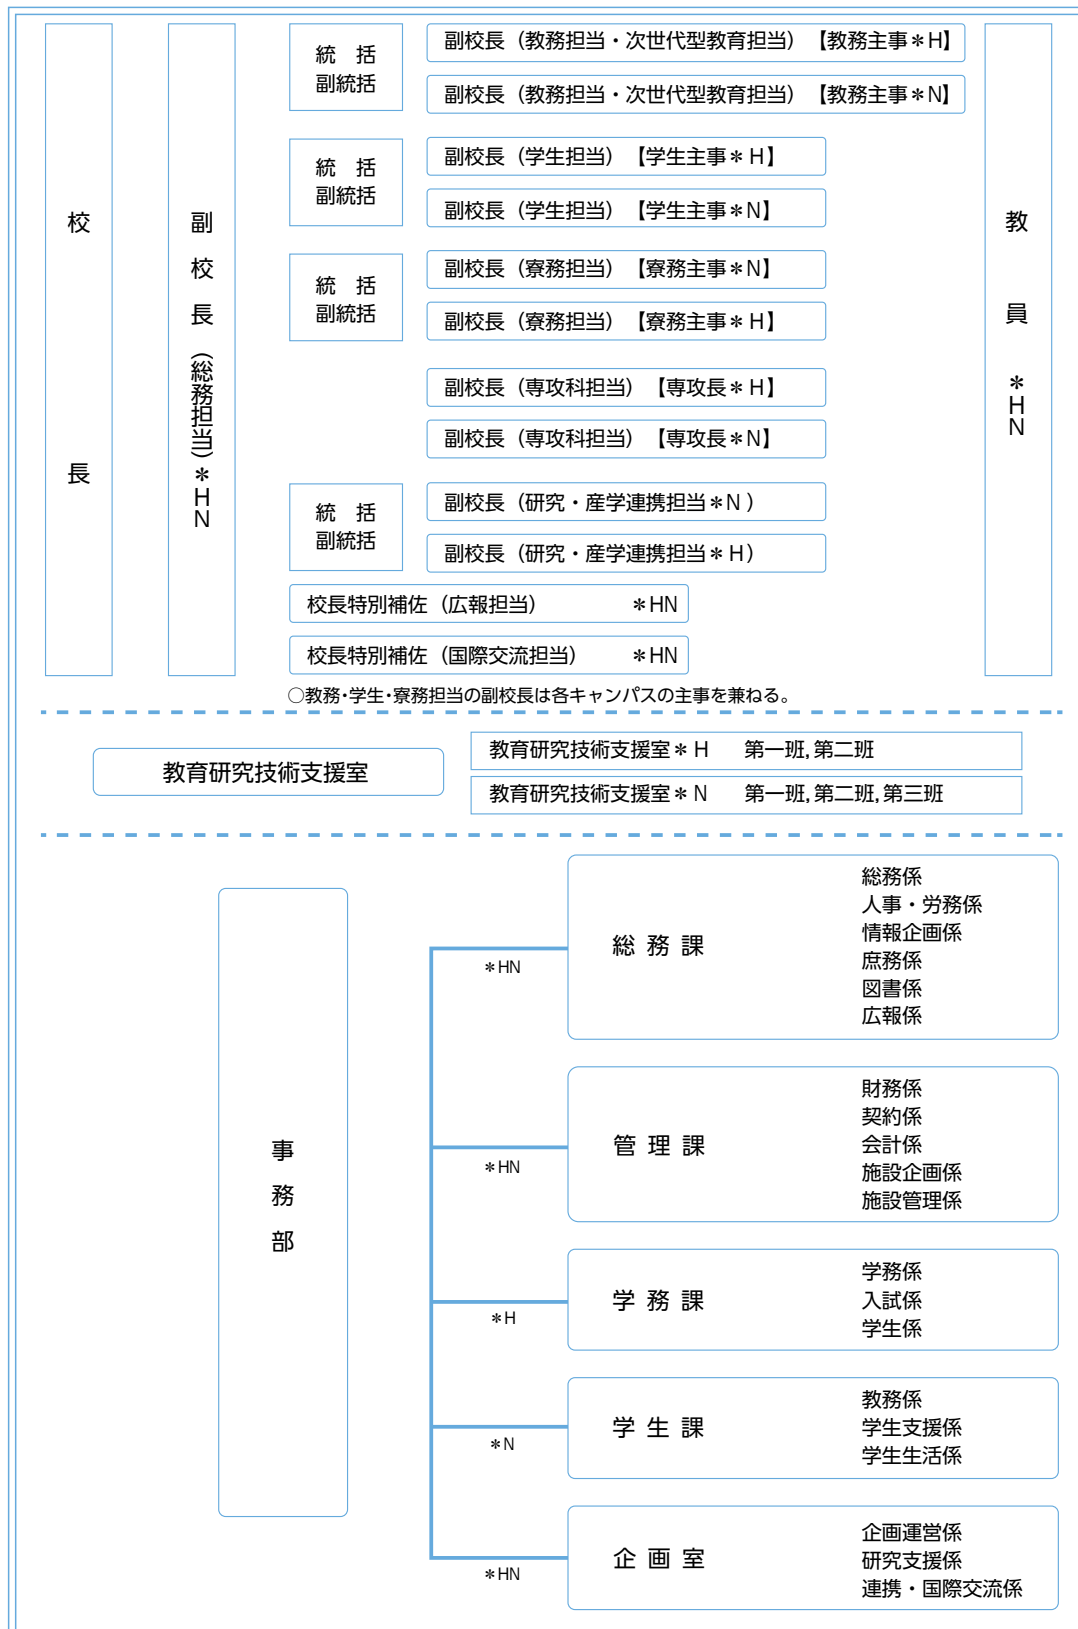 校長
副校長（総務担当）＊HN
統　括
副統括
副校長（教務担当・次世代型教育担当）【教務主事＊H】
副校長（教務担当・次世代型教育担当）【教務主事＊N】
統　括
副統括
副校長（学生担当）【学生主事＊H】
副校長（学生担当）【学生主事＊N】
統　括
副統括
副校長（寮務担当）【寮務主事＊N】
副校長（寮務担当）【寮務主事＊H】
副校長（専攻科担当）【専攻長＊H】
副校長（専攻科担当）【専攻長＊N】
統　括
副統括
副校長（研究・産学連携担当＊N）
副校長（研究・産学連携担当＊H）
校長特別補佐（広報担当）　＊HN
校長特別補佐（国際交流担当）　＊HN
教員　＊HN
○教務・学生・寮務担当の副校長は各キャンパスの主事を兼ねる。
教育研究技術支援室
教育研究技術支援室＊H　第一班,第二班
教育研究技術支援室＊N　第一班,第二班,第三班
事務部
＊HN
総務課
総務係
人事・労務係
情報企画係
庶務係
図書係
広報係
＊HN
管理課
財務係
契約係
会計係
施設企画係
施設管理係
＊H
学務課
学務係
入試係
学生係
＊N
学生課
教務係
学生支援係
学生生活係
＊HN
企画室
企画運営係
研究支援係
連携・国際交流係